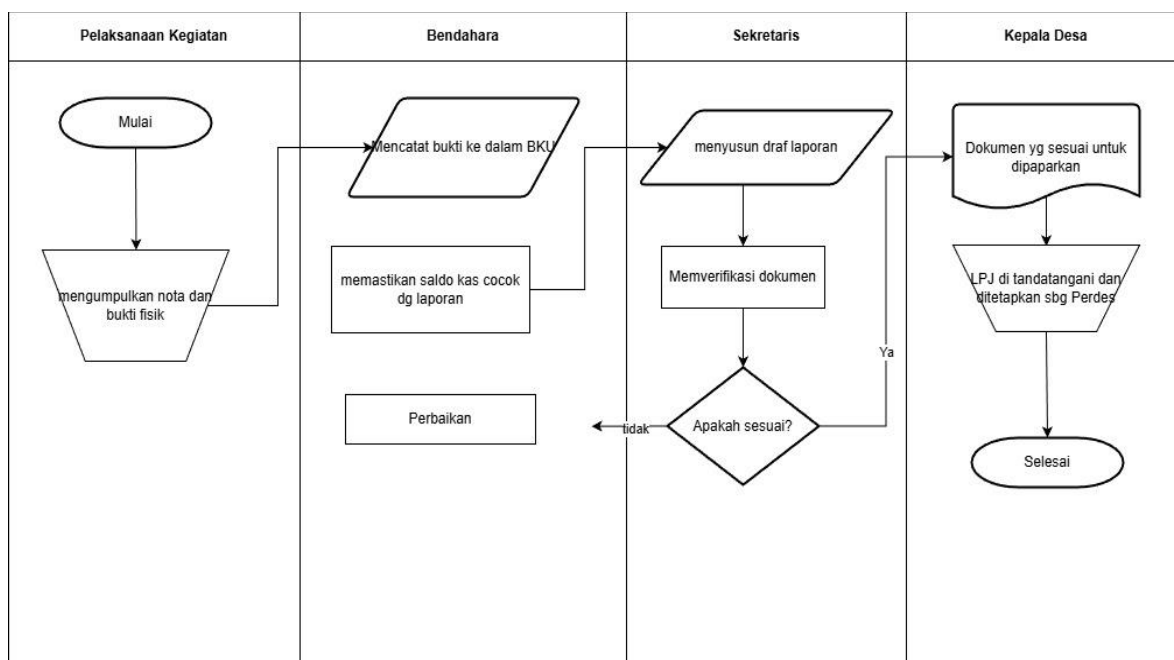 Pelaksanaan Kegiatan
Bendahara
Sekretaris
Kepala Desa
Mulai
mengumpulkan nota dan
bukti fisik
Mencatat bukti ke dalam BKU
memastikan saldo kas cocok
dg laporan
Perbaikan
menyusun draf laporan
Memverifikasi dokumen
Apakah sesuai?
tidak
Ya
Dokumen yg sesuai untuk
dipaparkan
LPJ di tandatangani dan
ditetapkan sbg Perdes
Selesai